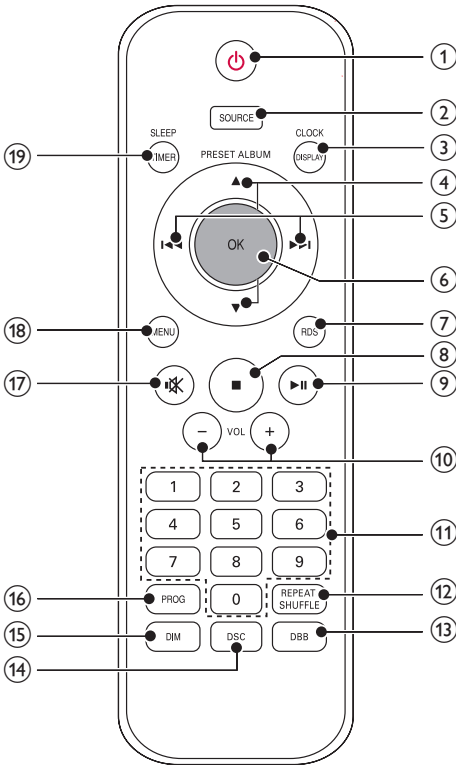 1
SOURCE
2
SLEEP
CLOCK
19
TIMER
PRESET ALBUM
DISPLAY
3
4
5
OK
6
18
MENU
RDS
7
8
17
9
VOL
10
1 2 3
4 5 6
11
7 8 9
16
PROG
0
REPEAT
SHUFFLE
12
15
DIM
DSC
DBB
13
14